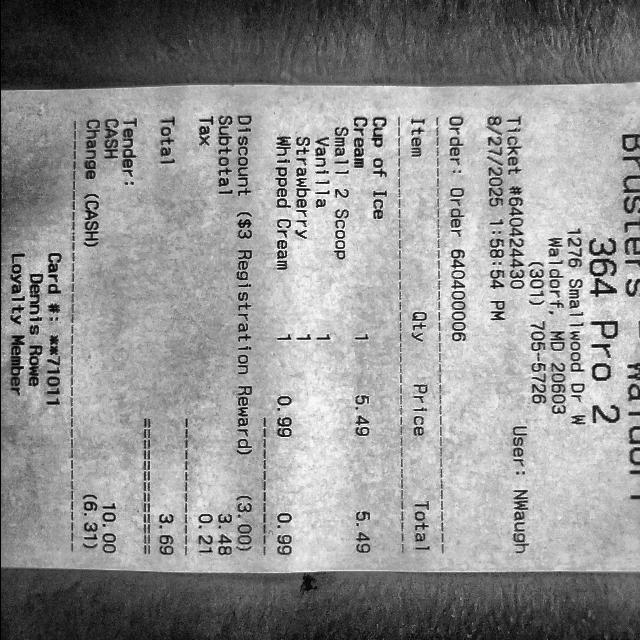 Bruster's - Waldorf
364 Pro 2
1276 Smallwood Dr W
Waldorf, MD 20603
(301) 705-5726
Ticket #640424430 User: NWaugh
8/27/2025 1:58:54 PM
Order: Order 640400006
Item Qty Price Total
Cup of Ice 1 5.49 5.49
Cream
Small 2 Scoop
Vanilla 1
Strawberry 1
Whipped Cream 1 0.99 0.99
Discount ($3 Registration Reward) (3.00)
Subtotal 3.48
Tax 0.21
Total 3.69
Tender:
CASH 10.00
Change (CASH) (6.31)
Card #: **71011
Dennis Rowe
Loyalty Member